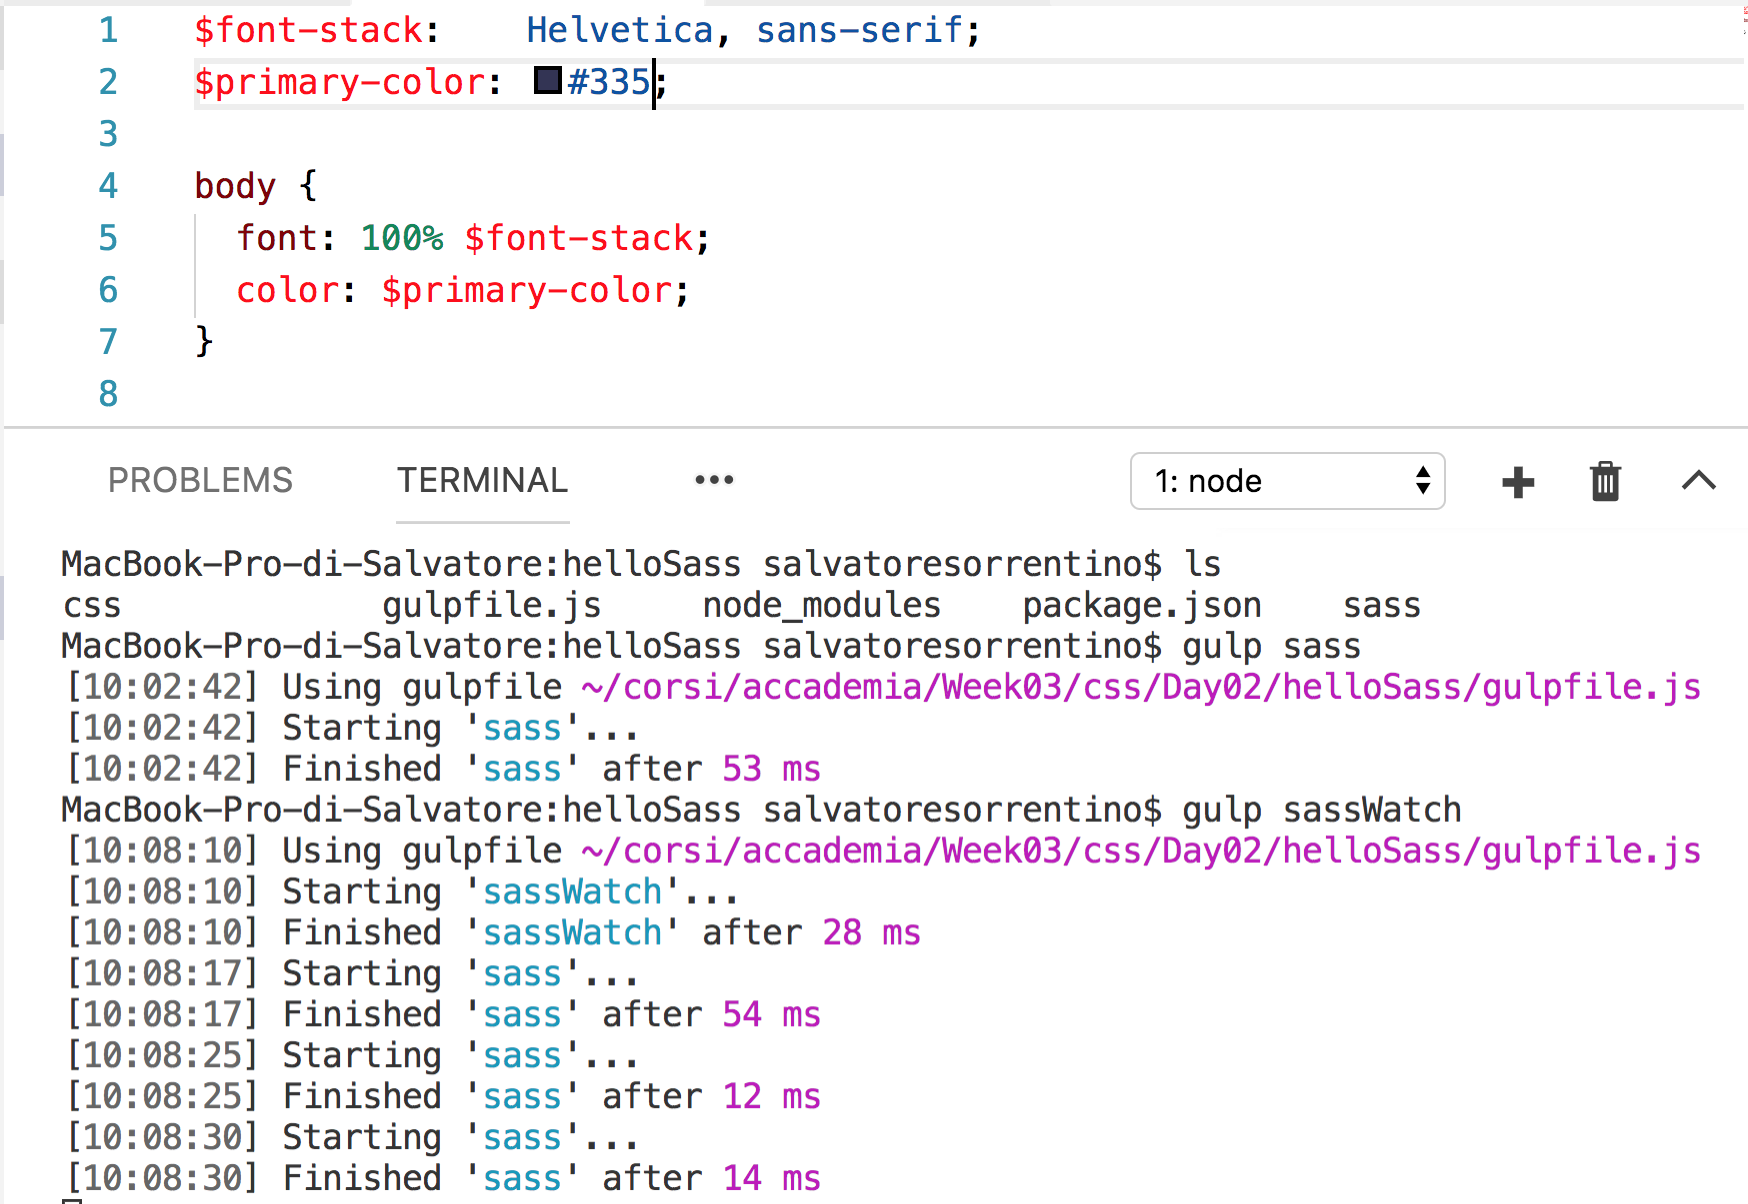 1 $font-stack:    Helvetica, sans-serif;
2 $primary-color: #335;
3
4 body {
5   font: 100% $font-stack;
6   color: $primary-color;
7 }
8
PROBLEMS TERMINAL ••• 1: node
MacBook-Pro-di-Salvatore:helloSass salvatoresorrentino$ ls
css             gulpfile.js     node_modules    package.json    sass
MacBook-Pro-di-Salvatore:helloSass salvatoresorrentino$ gulp sass
[10:02:42] Using gulpfile ~/corsi/accademia/Week03/css/Day02/helloSass/gulpfile.js
[10:02:42] Starting 'sass'...
[10:02:42] Finished 'sass' after 53 ms
MacBook-Pro-di-Salvatore:helloSass salvatoresorrentino$ gulp sassWatch
[10:08:10] Using gulpfile ~/corsi/accademia/Week03/css/Day02/helloSass/gulpfile.js
[10:08:10] Starting 'sassWatch'...
[10:08:10] Finished 'sassWatch' after 28 ms
[10:08:17] Starting 'sass'...
[10:08:17] Finished 'sass' after 54 ms
[10:08:25] Starting 'sass'...
[10:08:25] Finished 'sass' after 12 ms
[10:08:30] Starting 'sass'...
[10:08:30] Finished 'sass' after 14 ms